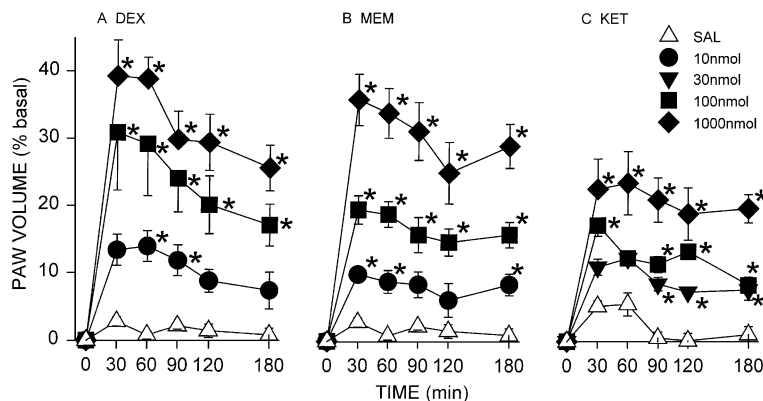 A DEX
B MEM
C KET
SAL
10nmol
30nmol
100nmol
1000nmol
PAW VOLUME (% basal)
40
30
20
10
0
0 30 60 90 120 180
0 30 60 90 120 180
0 30 60 90 120 180
TIME (min)
* * * * *
* * * * *
* * *
* * * * *
* * * * *
* * *
* * * * *
* * * *
* * *